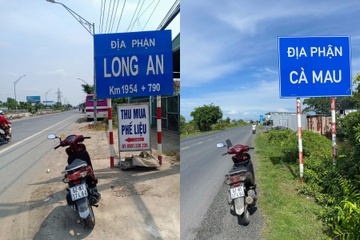 ĐỊA PHẬN
LONG AN
Km1954 + 790
THU MUA
PHẾ LIỆU
ĐỊA PHẬN
CÀ MAU